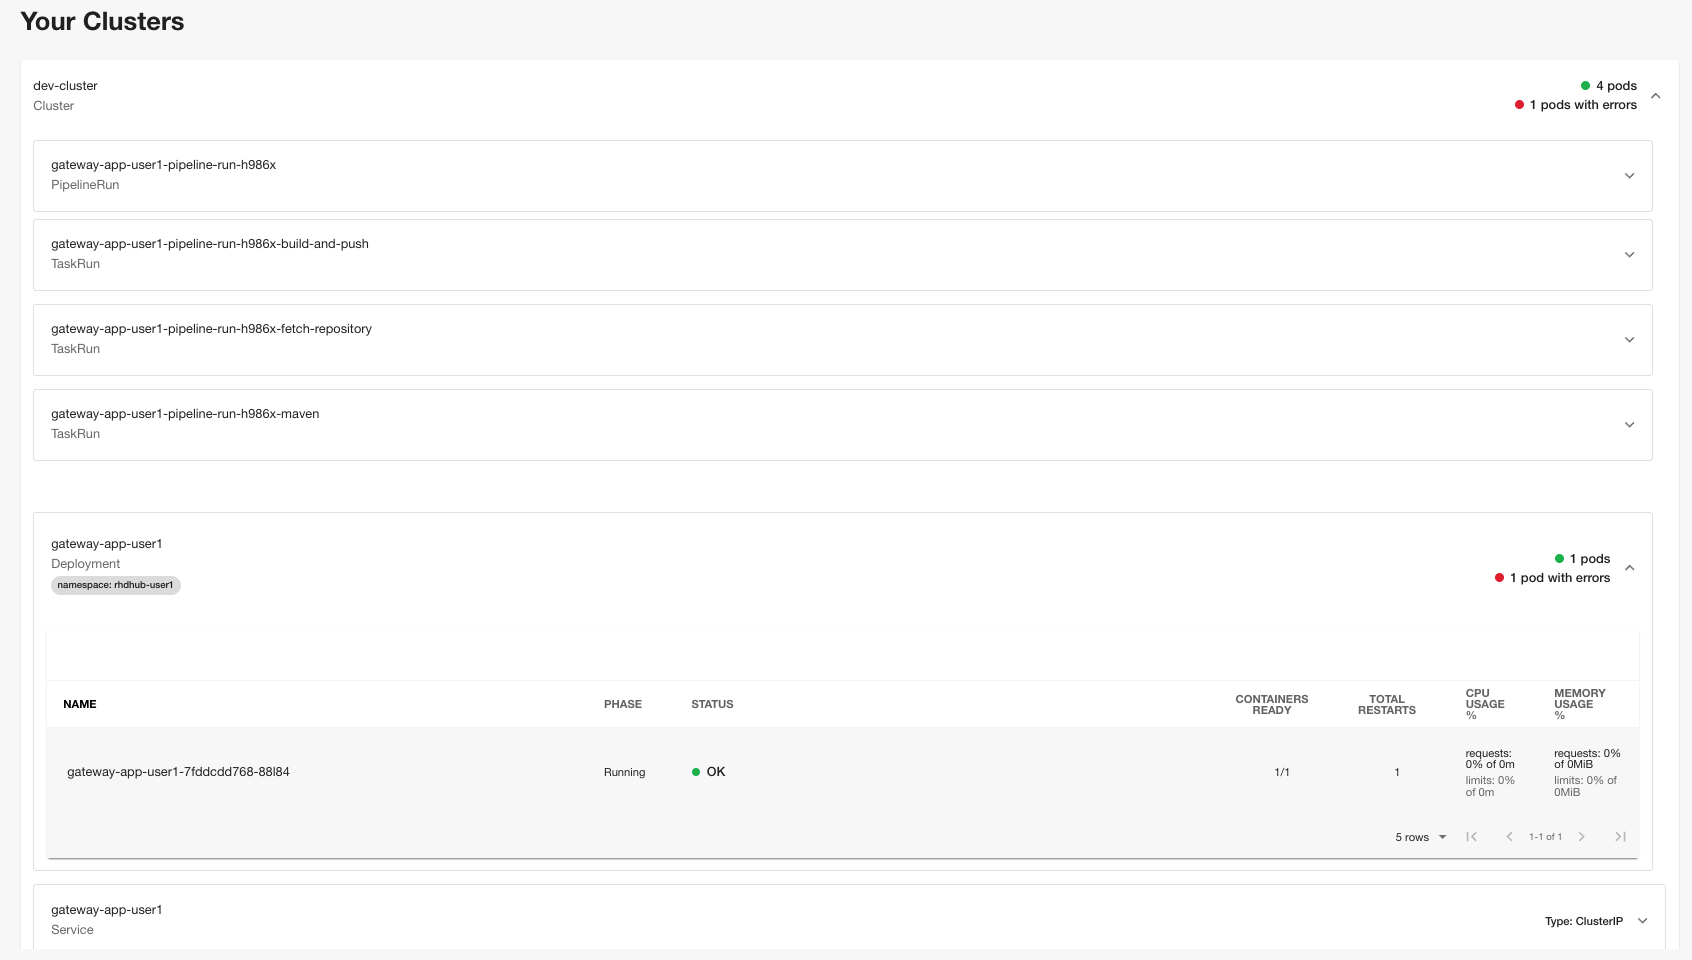 Your Clusters
dev-cluster
Cluster
4 pods
1 pods with errors
gateway-app-user1-pipeline-run-h986x
PipelineRun
gateway-app-user1-pipeline-run-h986x-build-and-push
TaskRun
gateway-app-user1-pipeline-run-h986x-fetch-repository
TaskRun
gateway-app-user1-pipeline-run-h986x-maven
TaskRun
gateway-app-user1
Deployment
namespace: rhdhub-user1
1 pods
1 pod with errors
NAME
PHASE
STATUS
CONTAINERS
READY
TOTAL
RESTARTS
CPU
USAGE
%
MEMORY
USAGE
%
gateway-app-user1-7fddcdd768-88l84
Running
OK
1/1
1
requests:
0% of 0m
limits: 0%
of 0m
requests: 0%
of 0MiB
limits: 0% of
0MiB
5 rows
1-1 of 1
gateway-app-user1
Service
Type: ClusterIP